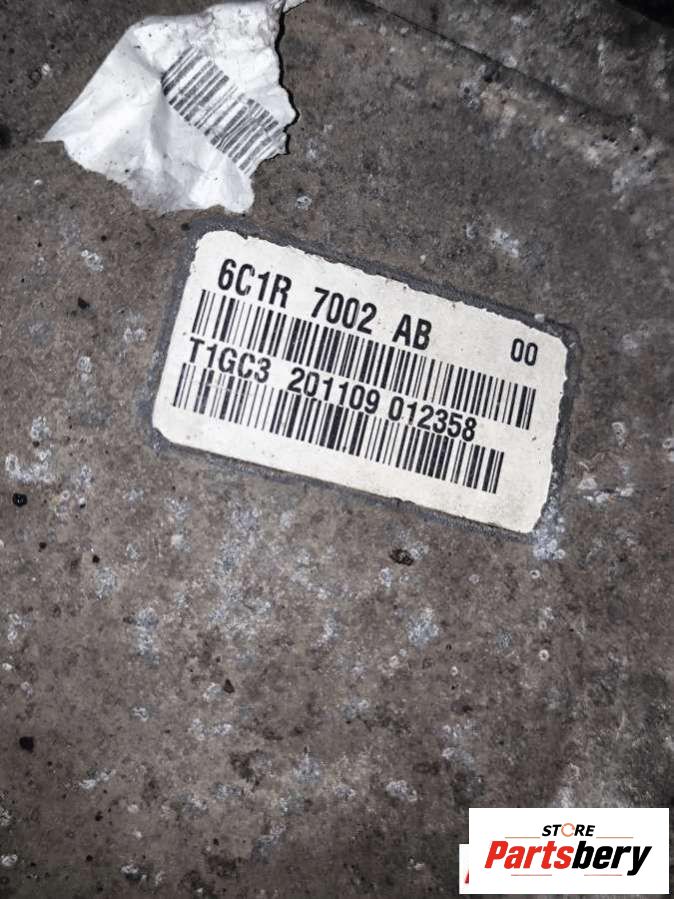 6C1R 7002 AB 00
T1GC3 201109 012358
STORE
Partsbery